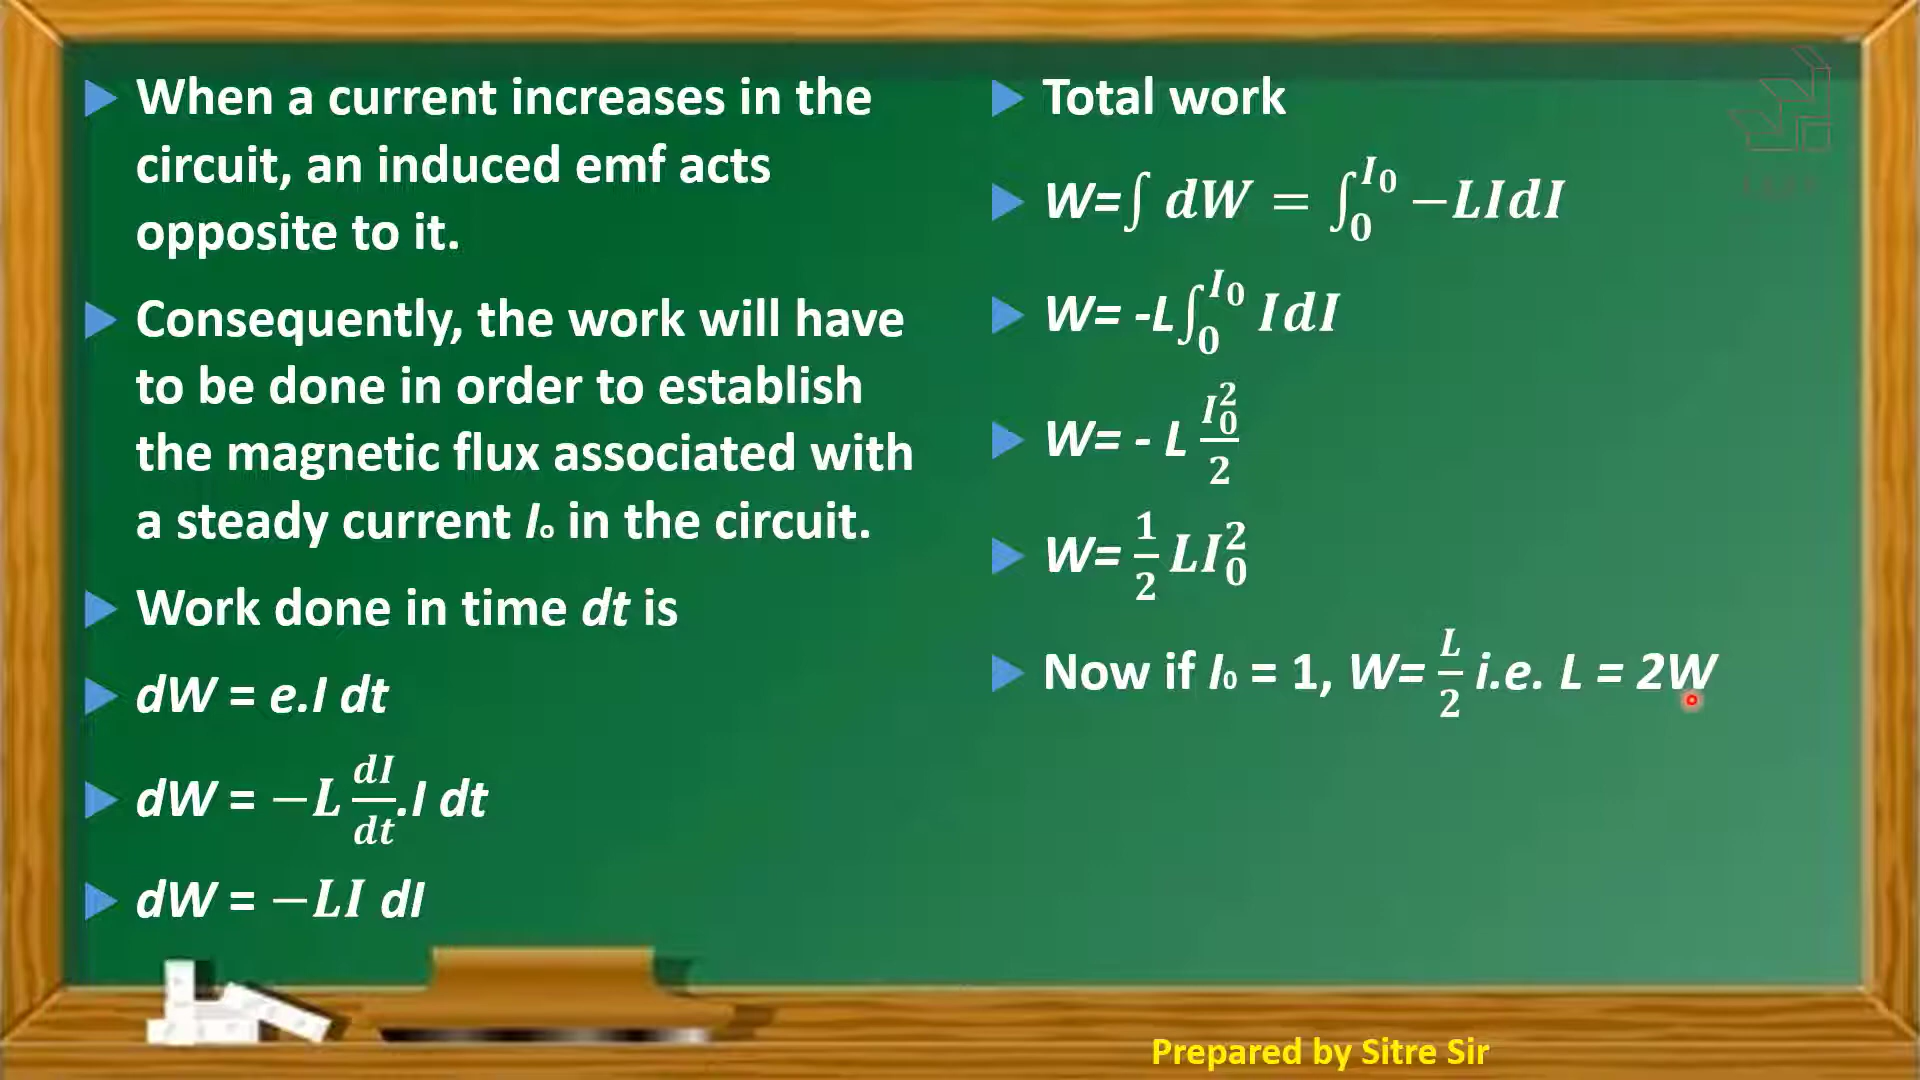 When a current increases in the
circuit, an induced emf acts
opposite to it.
Consequently, the work will have
to be done in order to establish
the magnetic flux associated with
a steady current I₀ in the circuit.
Work done in time dt is
dW = e.I dt
dW = −L dI/dt .I dt
dW = −LI dI
Total work
W=∫ dW = ∫₀^I₀ −LIdI
W= -L∫₀^I₀ IdI
W= - L I₀²/2
W= 1/2 LI₀²
Now if I₀ = 1, W= L/2 i.e. L = 2W
Prepared by Sitre Sir